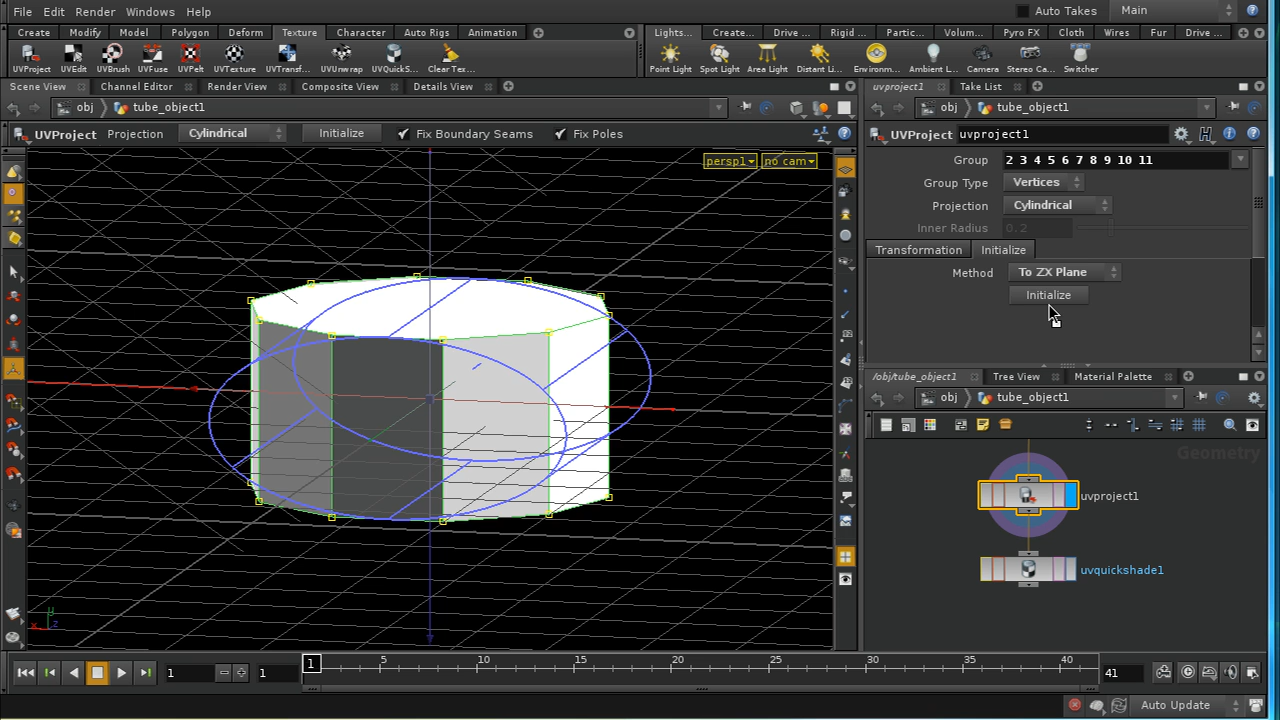 File Edit Render Windows Help Auto Takes Main
Create Modify Model Polygon Deform Texture Character Auto Rigs Animation Lights... Create... Drive ... Rigid ... Partic... Volum... Pyro FX Cloth Wires Fur Drive ...
UVProject UVEdit UVBrush UVFuse UVPelt UVTexture UVTransf... UVUnwrap UVQuickS... Clear Tex... Point Light Spot Light Area Light Distant Li... Environm... Ambient L... Camera Stereo Ca... Switcher
Scene View Channel Editor Render View Composite View Details View uvproject1 Take List
obj tube_object1 obj tube_object1
UVProject Projection Cylindrical Initialize Fix Boundary Seams Fix Poles UVProject uvproject1
persp1 no cam Group 2 3 4 5 6 7 8 9 10 11
Group Type Vertices
Projection Cylindrical
Inner Radius 0.2
Transformation Initialize
Method To ZX Plane
Initialize
/obj/tube_object1 Tree View Material Palette
obj tube_object1
Geometry
uvproject1
uvquickshade1
y
x z
1 1 1 5 10 15 20 25 30 35 40 41
Auto Update